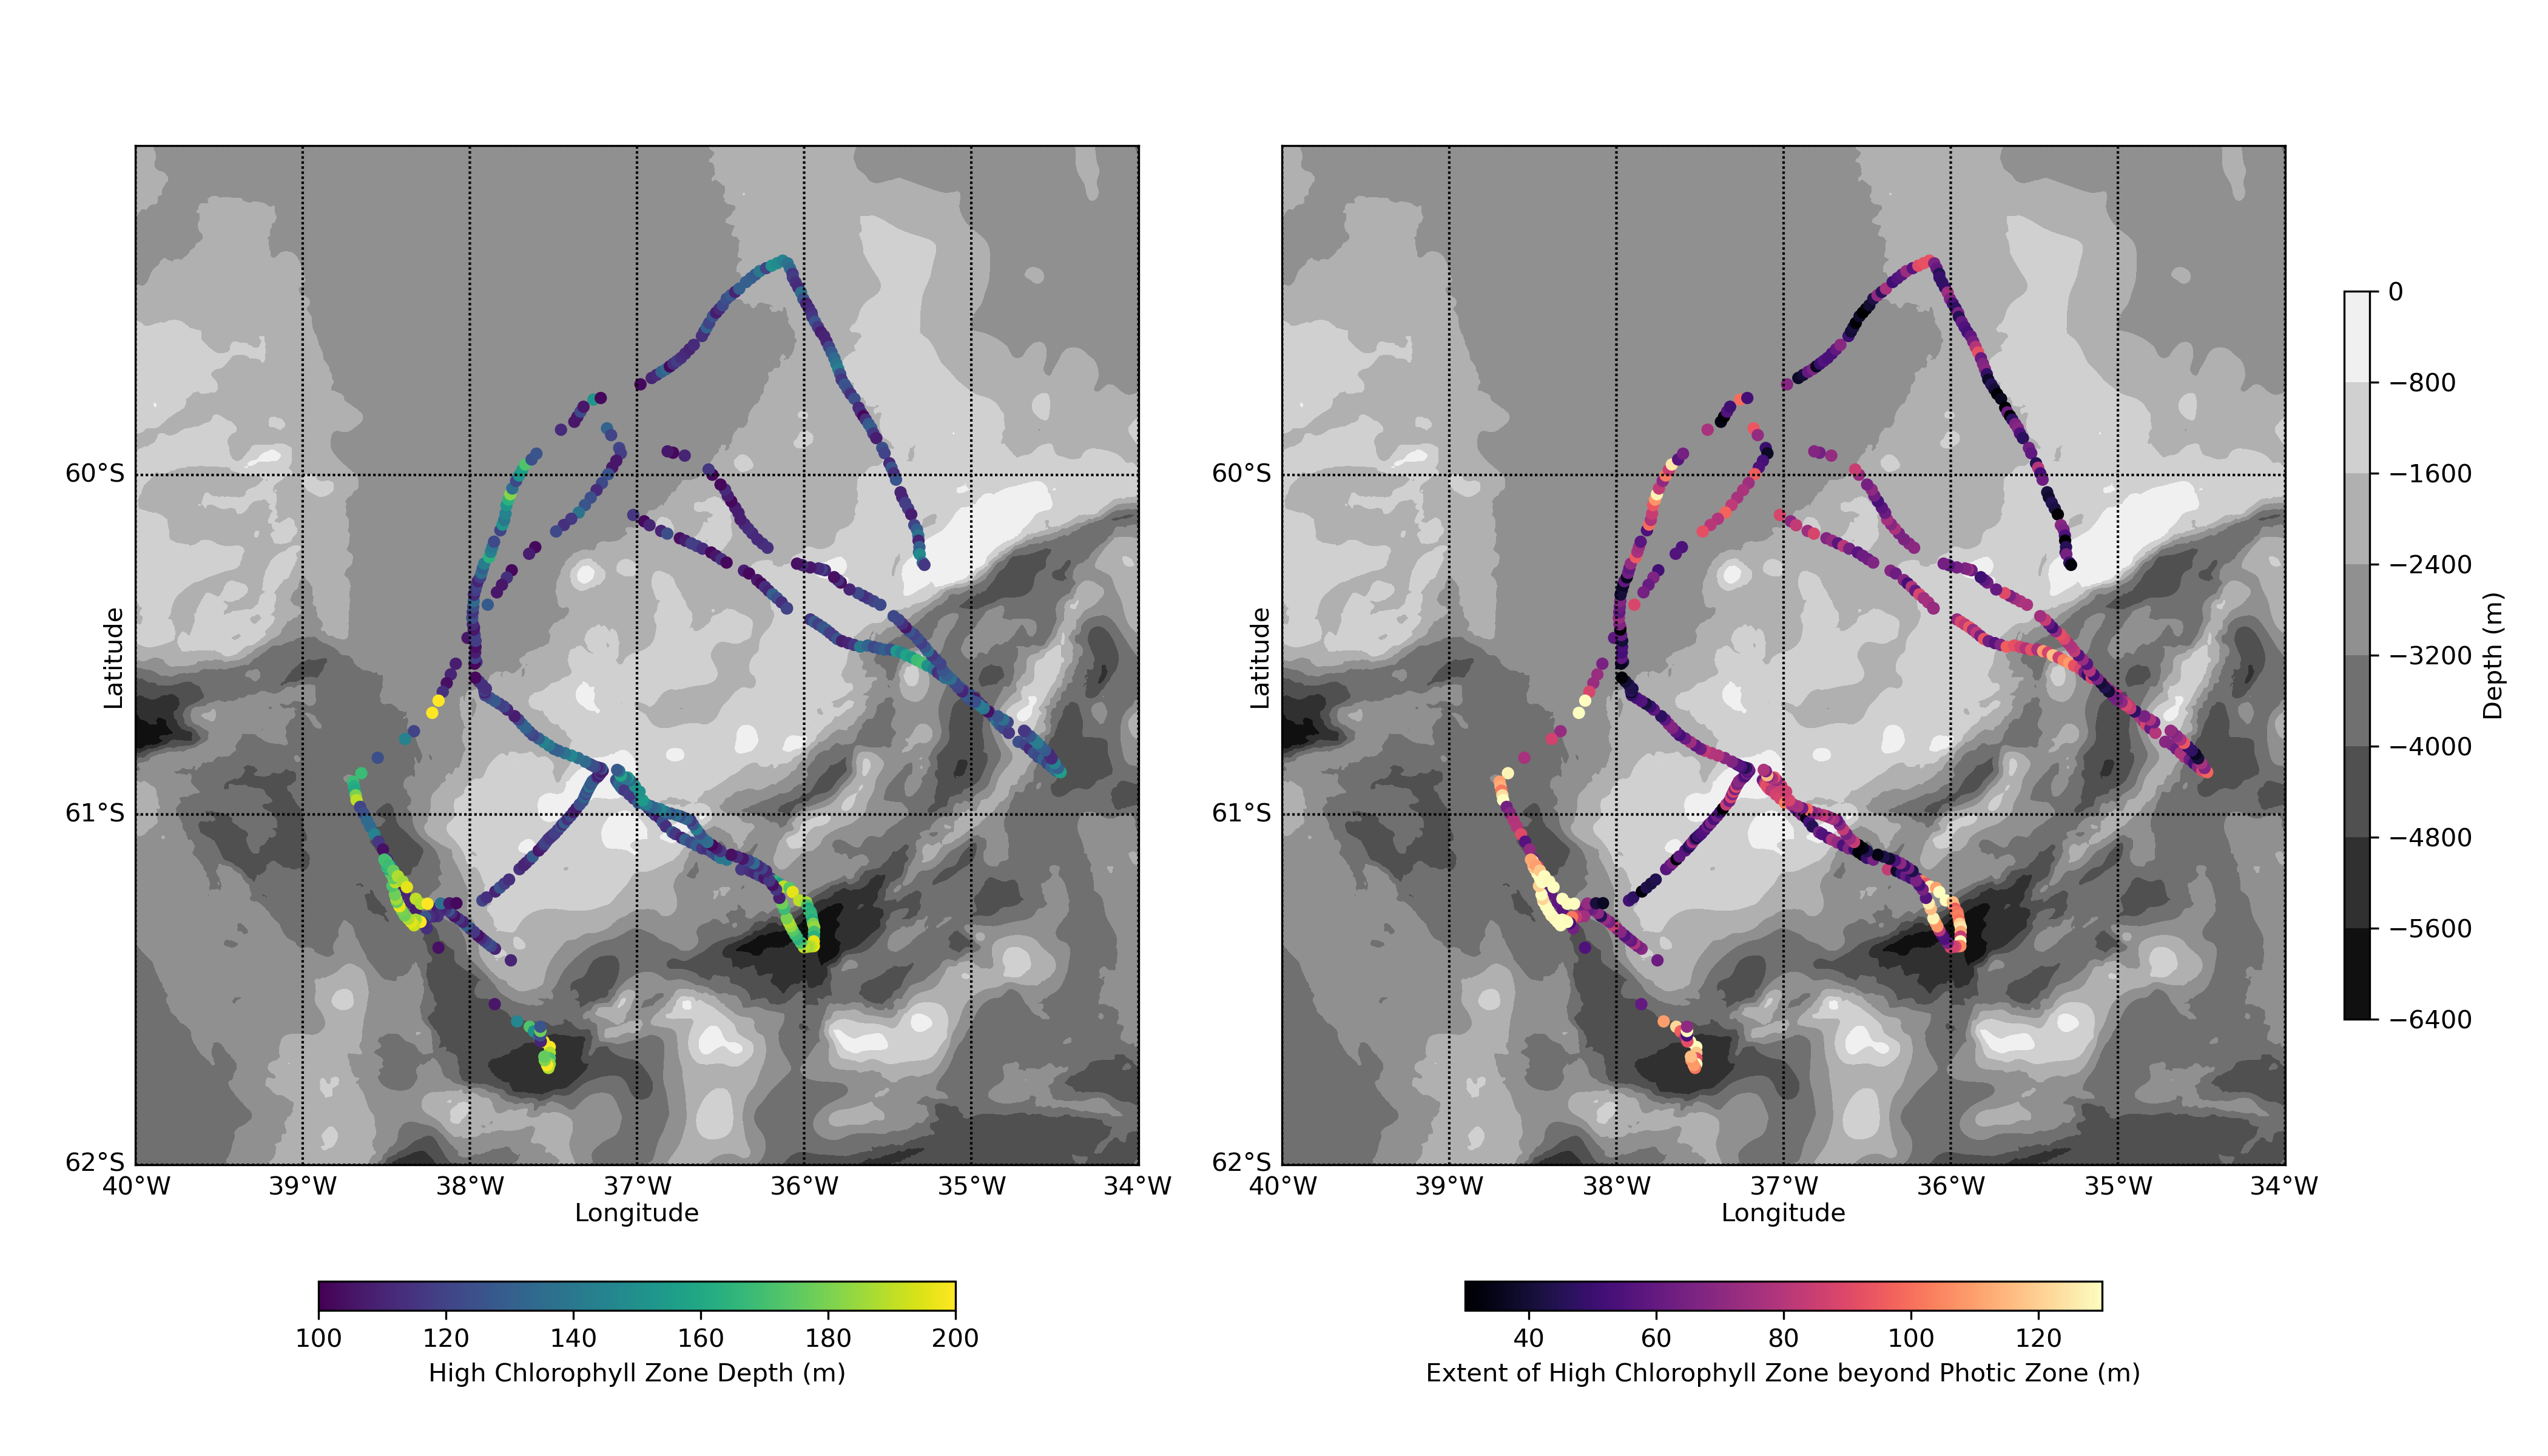 60°S
61°S
62°S
Latitude
40°W 39°W 38°W 37°W 36°W 35°W 34°W
Longitude
100 120 140 160 180 200
High Chlorophyll Zone Depth (m)
60°S
61°S
62°S
Latitude
40°W 39°W 38°W 37°W 36°W 35°W 34°W
Longitude
40 60 80 100 120
Extent of High Chlorophyll Zone beyond Photic Zone (m)
0
−800
−1600
−2400
−3200
−4000
−4800
−5600
−6400
Depth (m)